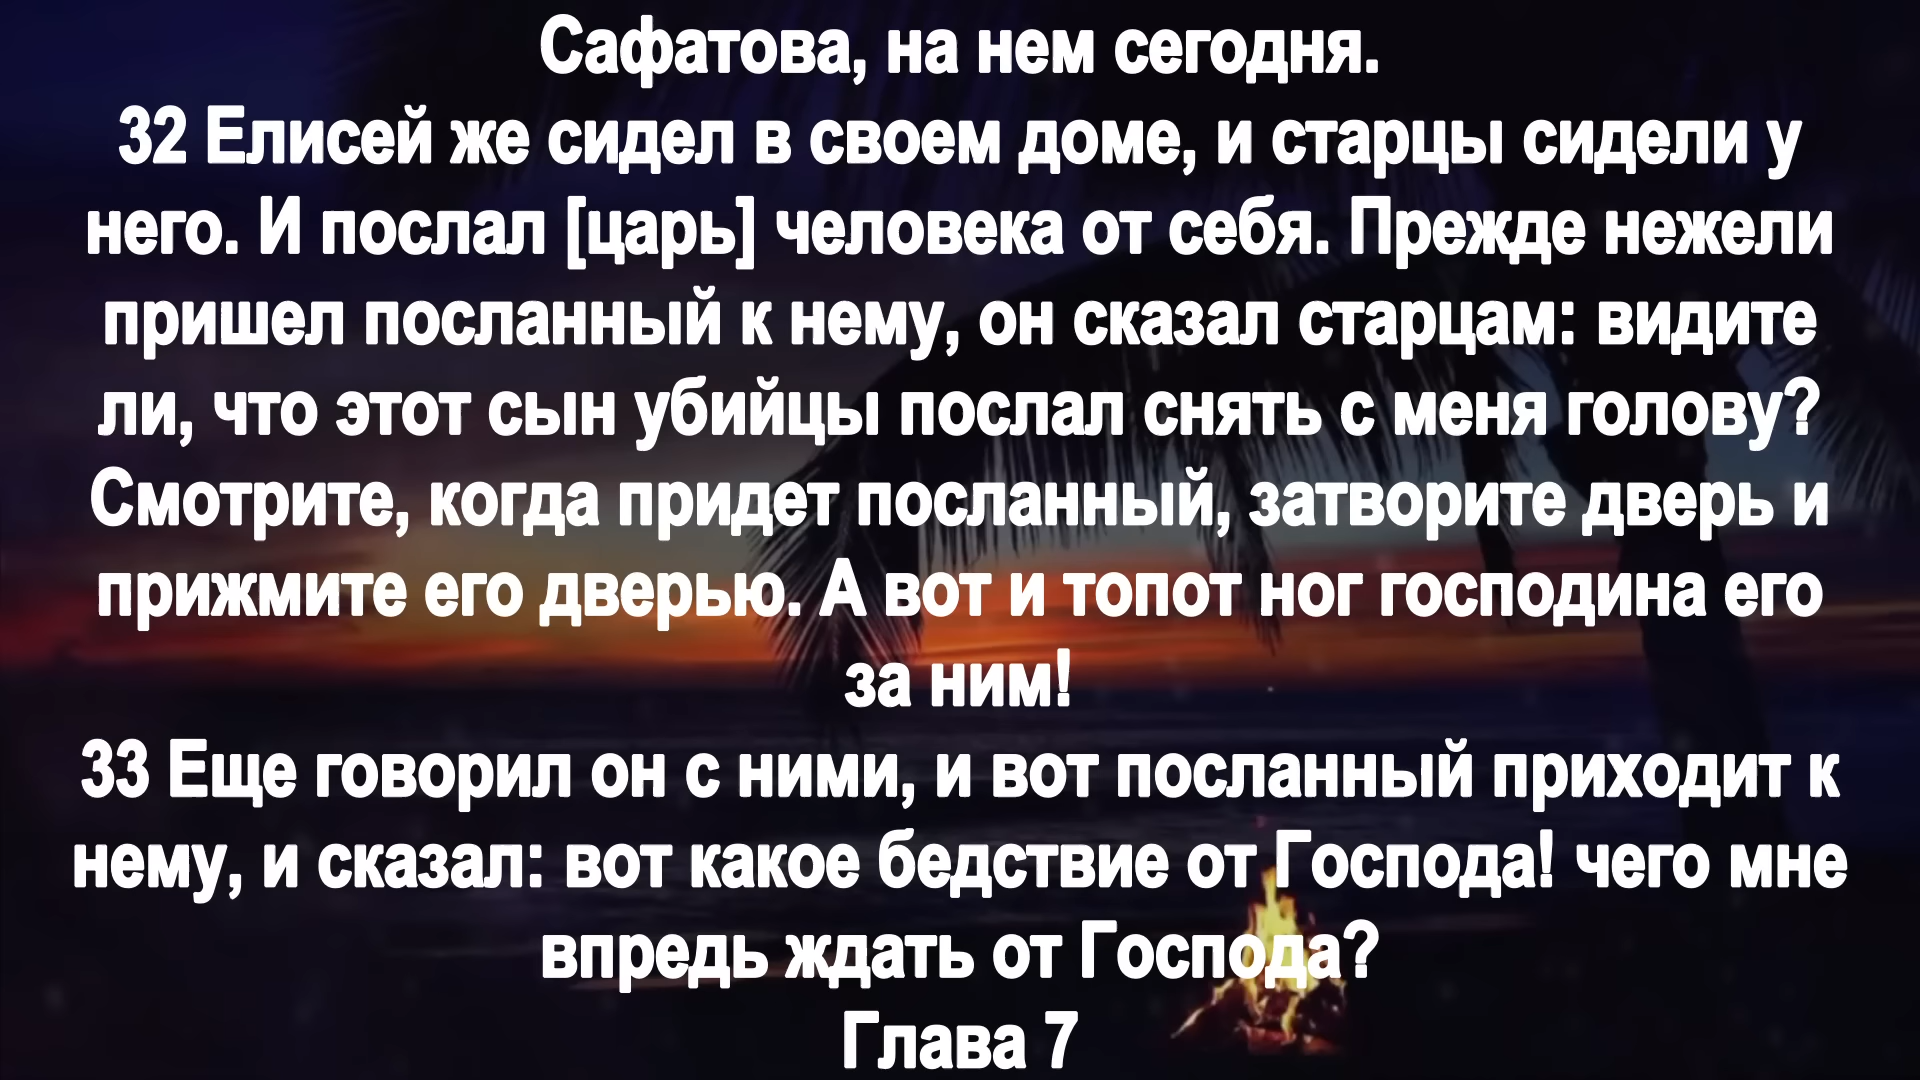 Сафатова, на нем сегодня.
32 Елисей же сидел в своем доме, и старцы сидели у
него. И послал [царь] человека от себя. Прежде нежели
пришел посланный к нему, он сказал старцам: видите
ли, что этот сын убийцы послал снять с меня голову?
Смотрите, когда придет посланный, затворите дверь и
прижмите его дверью. А вот и топот ног господина его
за ним!
33 Еще говорил он с ними, и вот посланный приходит к
нему, и сказал: вот какое бедствие от Господа! чего мне
впредь ждать от Господа?
Глава 7